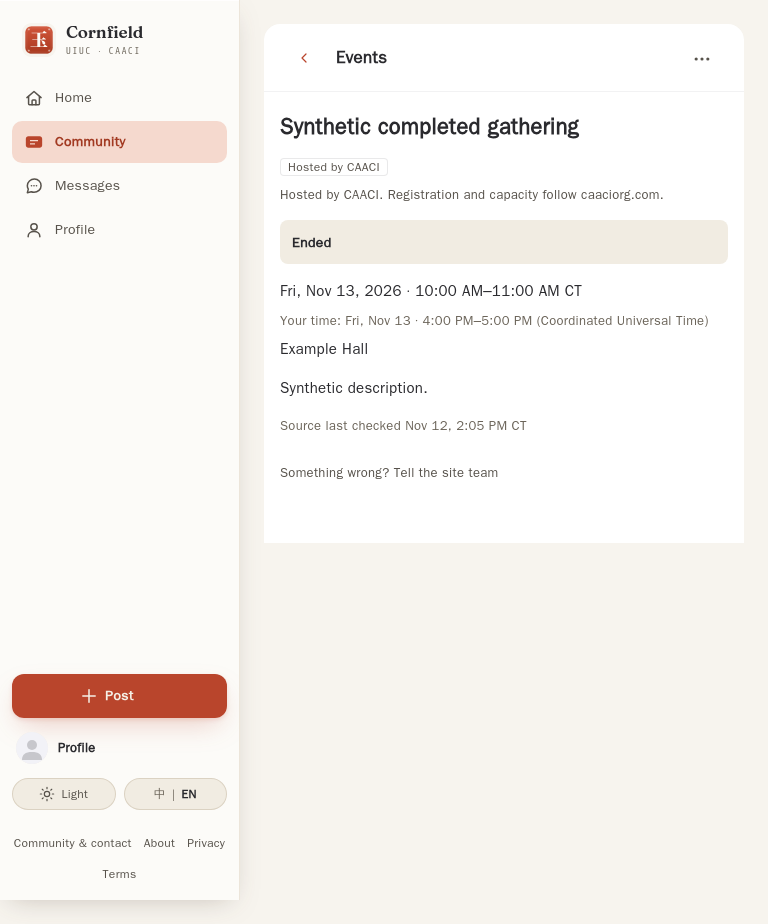 Cornfield
UIUC · CAACI
Home
Community
Messages
Profile
Post
Profile
Light
中 | EN
Community & contact About Privacy
Terms
Events
Synthetic completed gathering
Hosted by CAACI
Hosted by CAACI. Registration and capacity follow caaciorg.com.
Ended
Fri, Nov 13, 2026 · 10:00 AM–11:00 AM CT
Your time: Fri, Nov 13 · 4:00 PM–5:00 PM (Coordinated Universal Time)
Example Hall
Synthetic description.
Source last checked Nov 12, 2:05 PM CT
Something wrong? Tell the site team